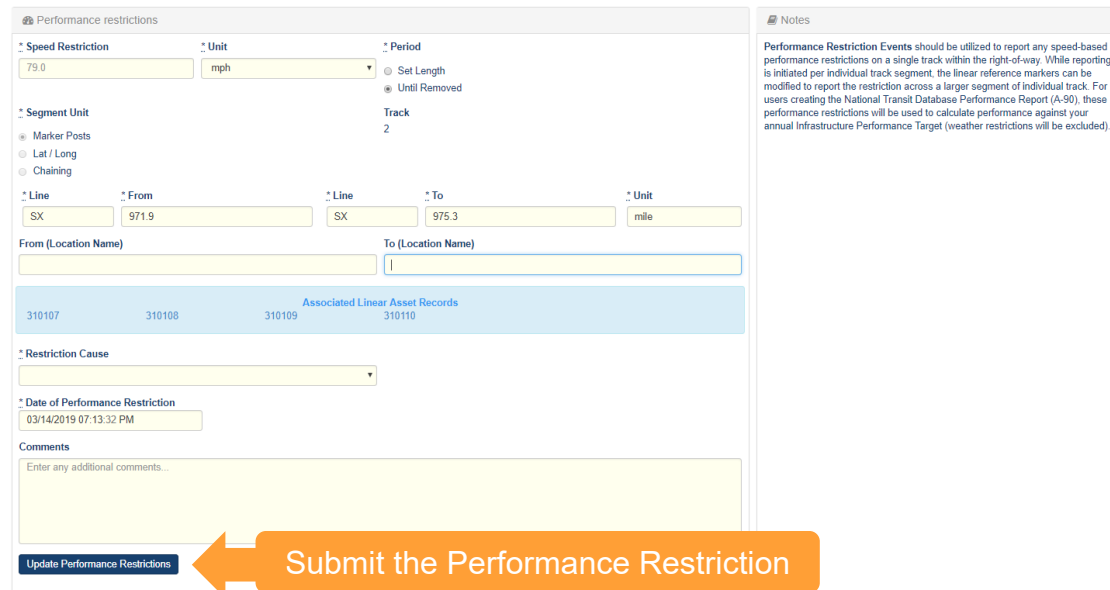 Performance restrictions
* Speed Restriction * Unit * Period
79.0 mph Set Length
Until Removed
* Segment Unit Track
Marker Posts 2
Lat / Long
Chaining
* Line * From * Line * To * Unit
SX 971.9 SX 975.3 mile
From (Location Name) To (Location Name)
Associated Linear Asset Records
310107 310108 310109 310110
* Restriction Cause
* Date of Performance Restriction
03/14/2019 07:13:32 PM
Comments
Enter any additional comments...
Update Performance Restrictions
Submit the Performance Restriction
Notes
Performance Restriction Events should be utilized to report any speed-based
performance restrictions on a single track within the right-of-way. While reporting
is initiated per individual track segment, the linear reference markers can be
modified to report the restriction across a larger segment of individual track. For
users creating the National Transit Database Performance Report (A-90), these
performance restrictions will be used to calculate performance against your
annual Infrastructure Performance Target (weather restrictions will be excluded).